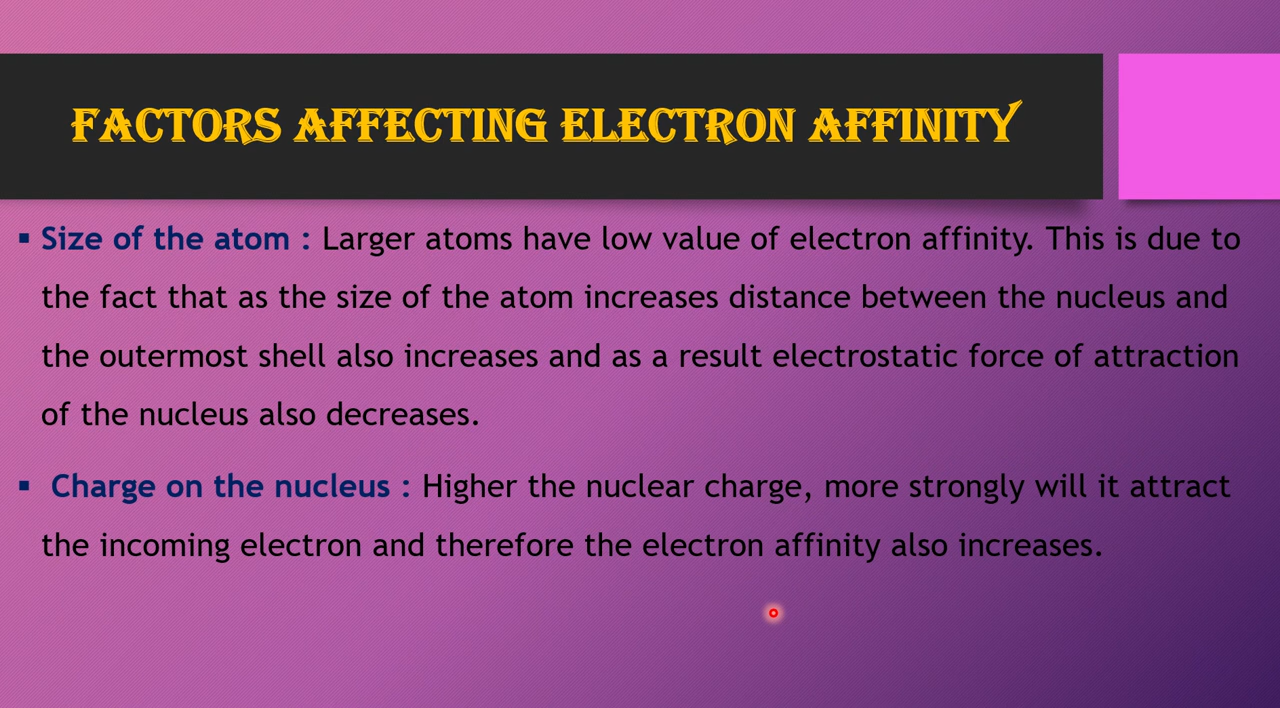 FACTORS AFFECTING ELECTRON AFFINITY
▪ Size of the atom : Larger atoms have low value of electron affinity. This is due to
the fact that as the size of the atom increases distance between the nucleus and
the outermost shell also increases and as a result electrostatic force of attraction
of the nucleus also decreases.
▪ Charge on the nucleus : Higher the nuclear charge, more strongly will it attract
the incoming electron and therefore the electron affinity also increases.